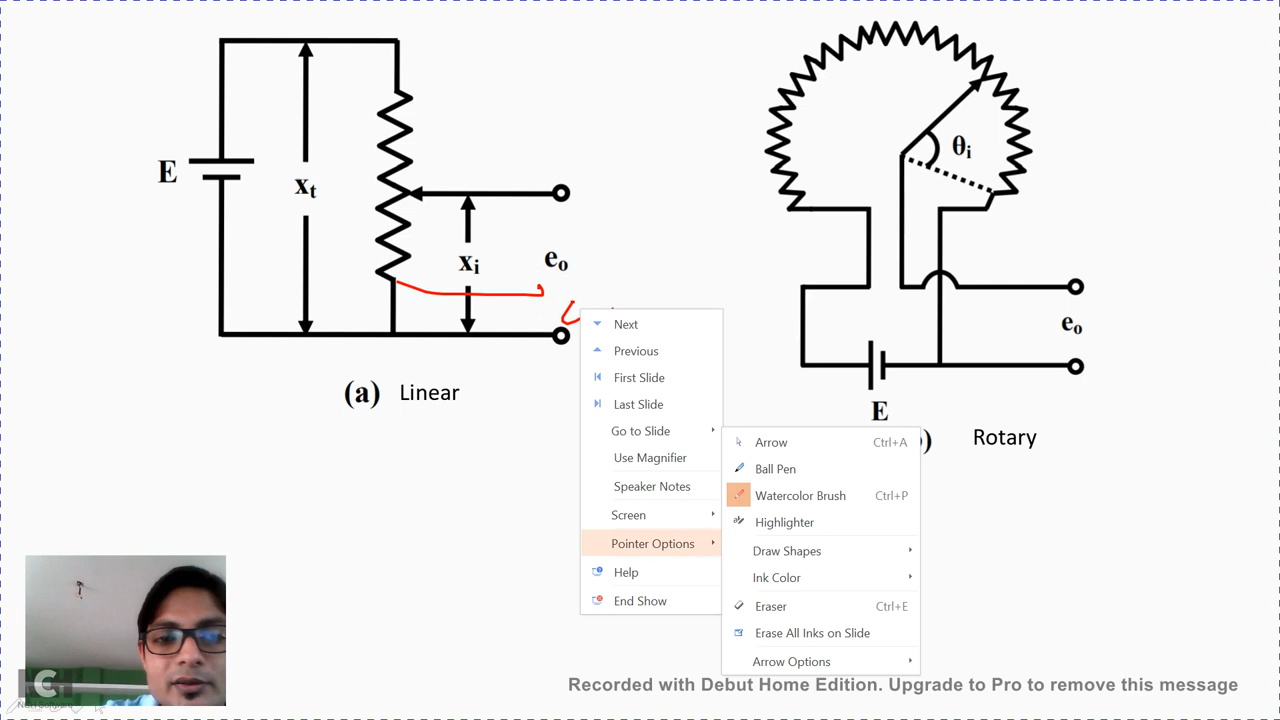 E
xt
xi
eo
(a) Linear
θi
eo
E
) Rotary
Next
Previous
First Slide
Last Slide
Go to Slide
Use Magnifier
Speaker Notes
Screen
Pointer Options
Help
End Show
Arrow Ctrl+A
Ball Pen
Watercolor Brush Ctrl+P
Highlighter
Draw Shapes
Ink Color
Eraser Ctrl+E
Erase All Inks on Slide
Arrow Options
Recorded with Debut Home Edition. Upgrade to Pro to remove this message
NCH Software